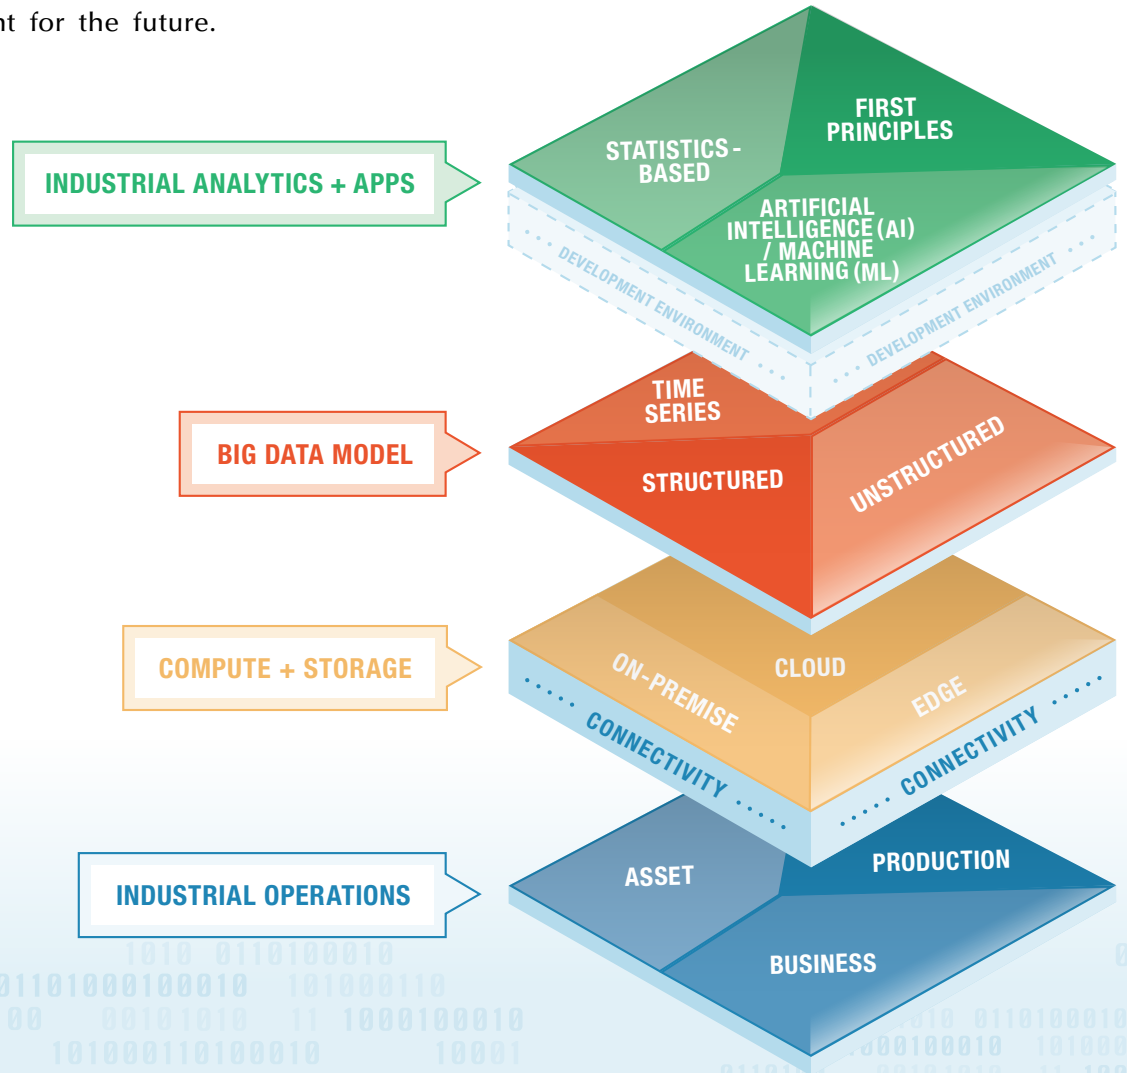 nt for the future.
FIRST
PRINCIPLES
STATISTICS-
BASED
INDUSTRIAL ANALYTICS + APPS
ARTIFICIAL
INTELLIGENCE (AI)
/ MACHINE
LEARNING (ML)
DEVELOPMENT ENVIRONMENT
DEVELOPMENT ENVIRONMENT
TIME
SERIES
BIG DATA MODEL
STRUCTURED
UNSTRUCTURED
COMPUTE + STORAGE
ON-PREMISE
CLOUD
EDGE
CONNECTIVITY
CONNECTIVITY
ASSET
PRODUCTION
INDUSTRIAL OPERATIONS
BUSINESS
1010 0110100010
01101000100010 101000110
00 00101010 11 1000100010
101000110100010 10001